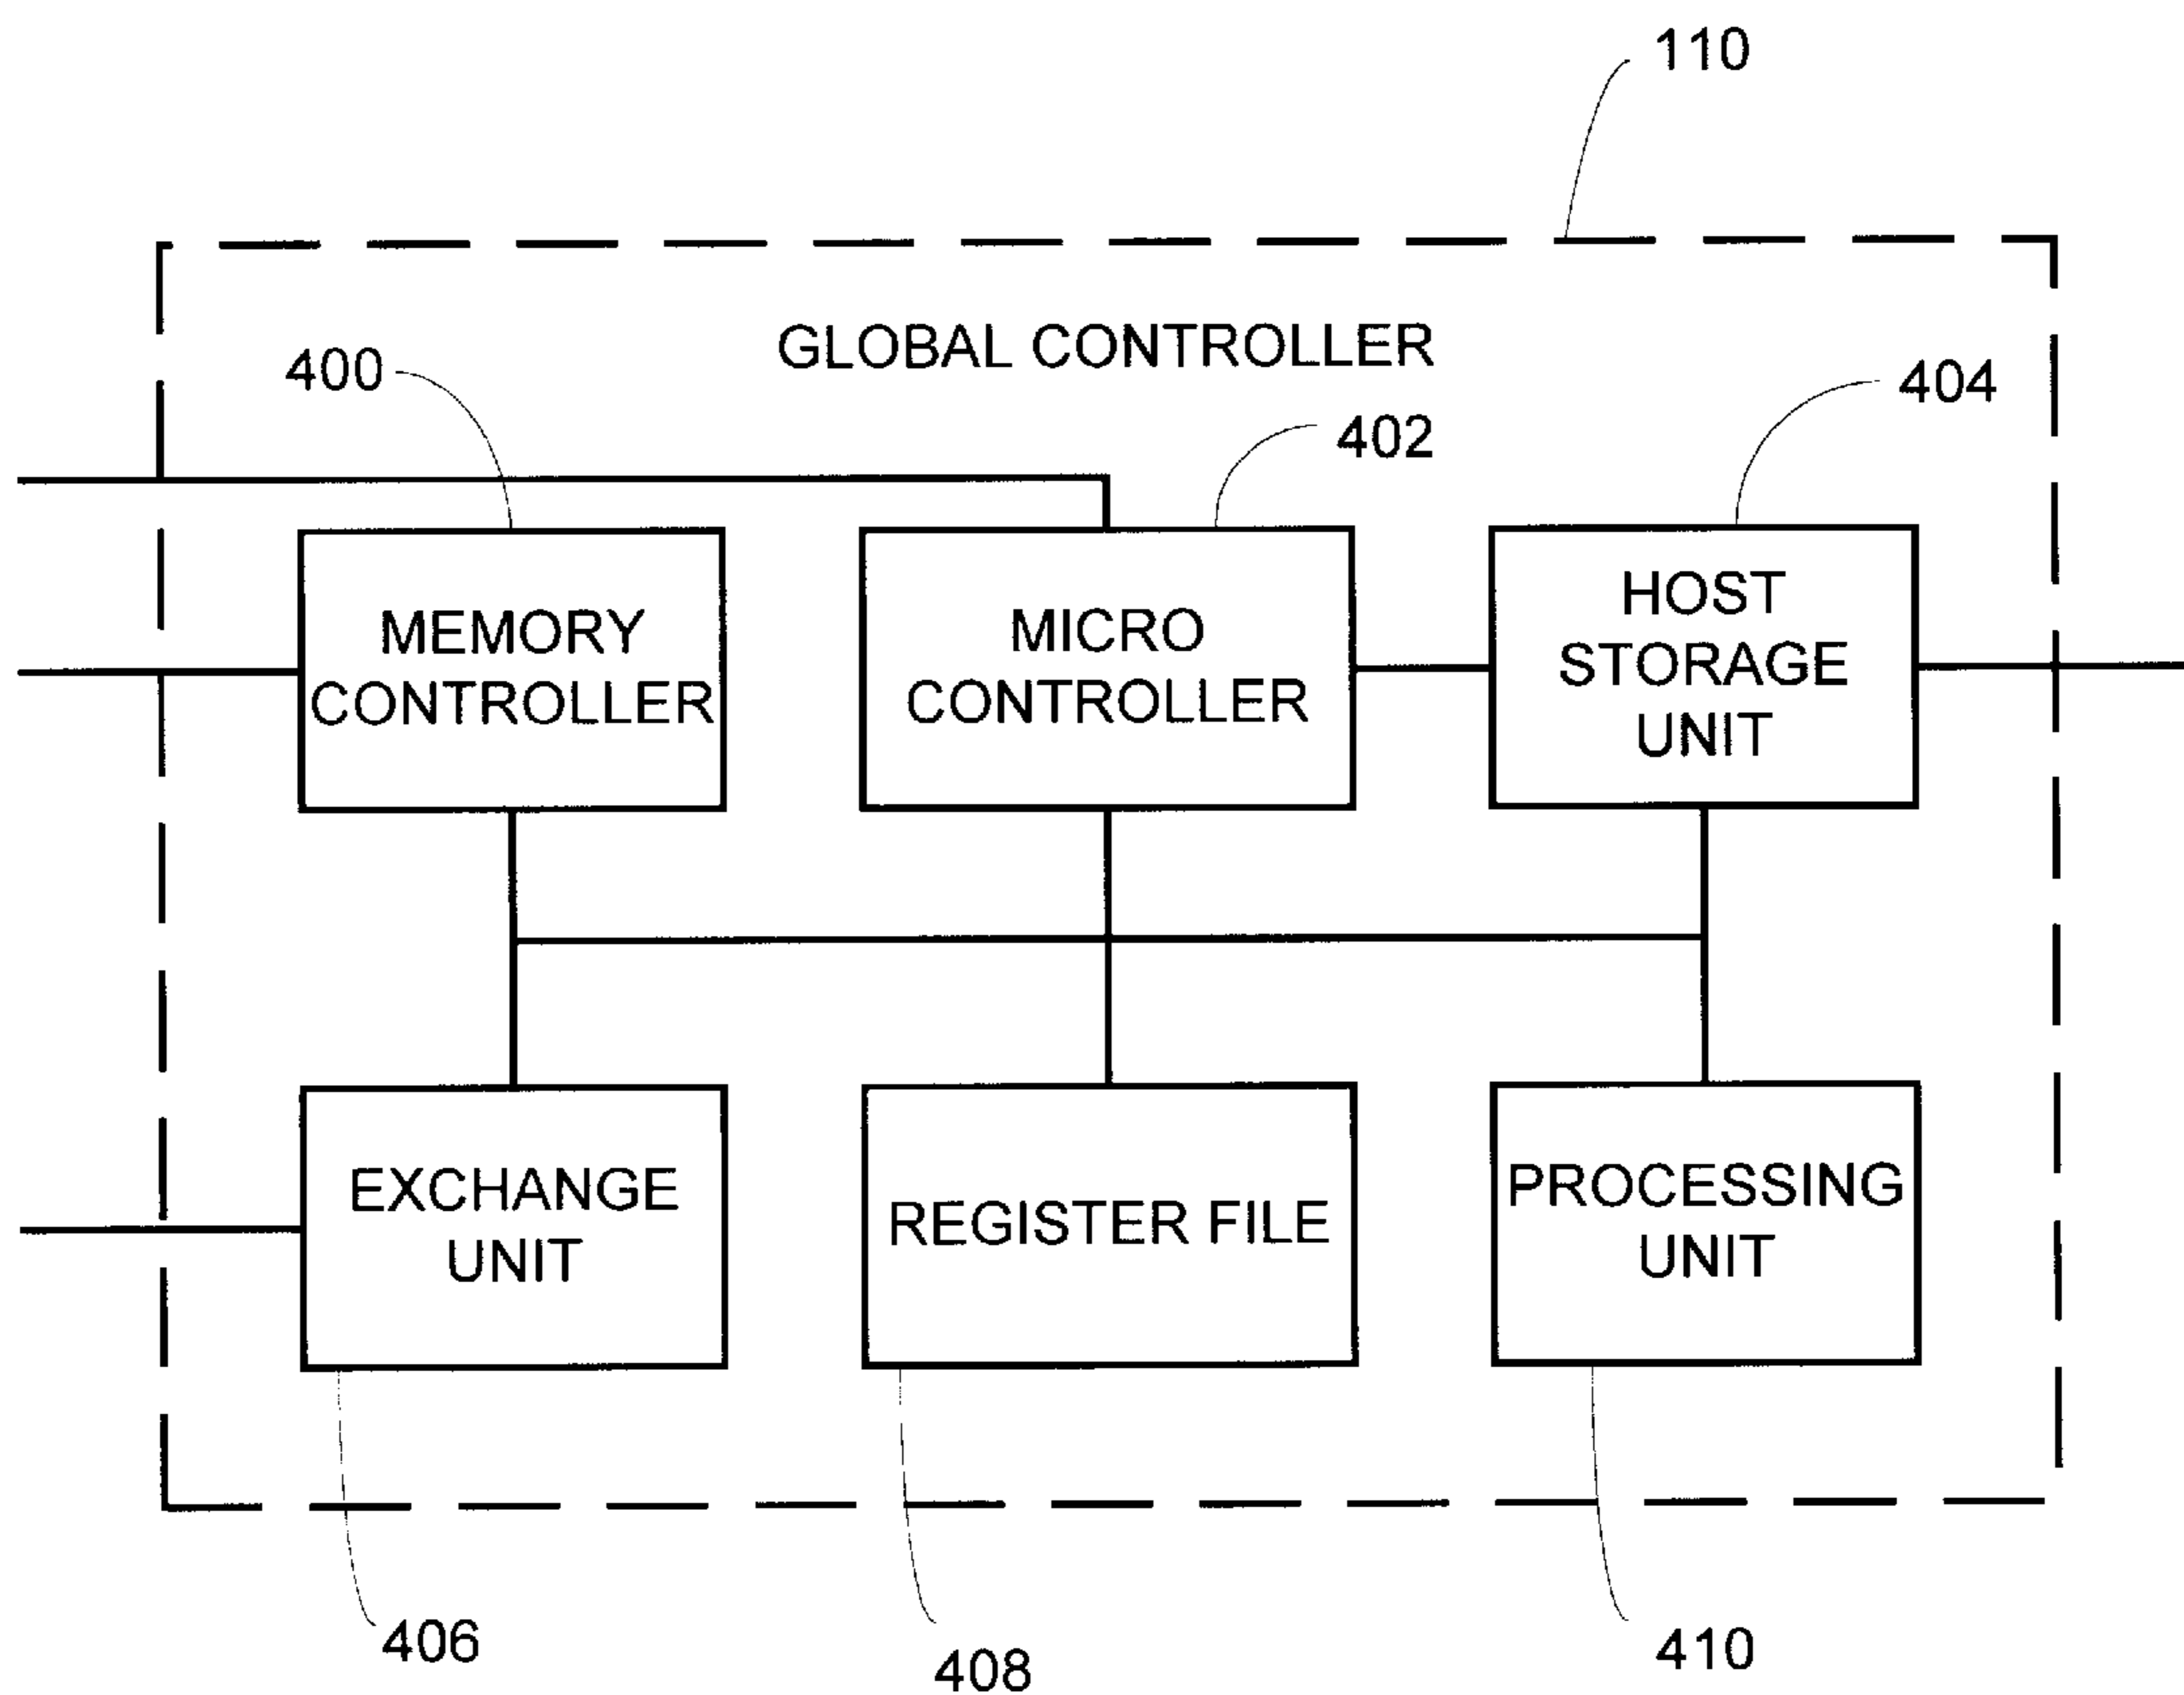 110
GLOBAL CONTROLLER
400
402
404
MEMORY
CONTROLLER
MICRO
CONTROLLER
HOST
STORAGE
UNIT
EXCHANGE
UNIT
REGISTER FILE
PROCESSING
UNIT
406
408
410